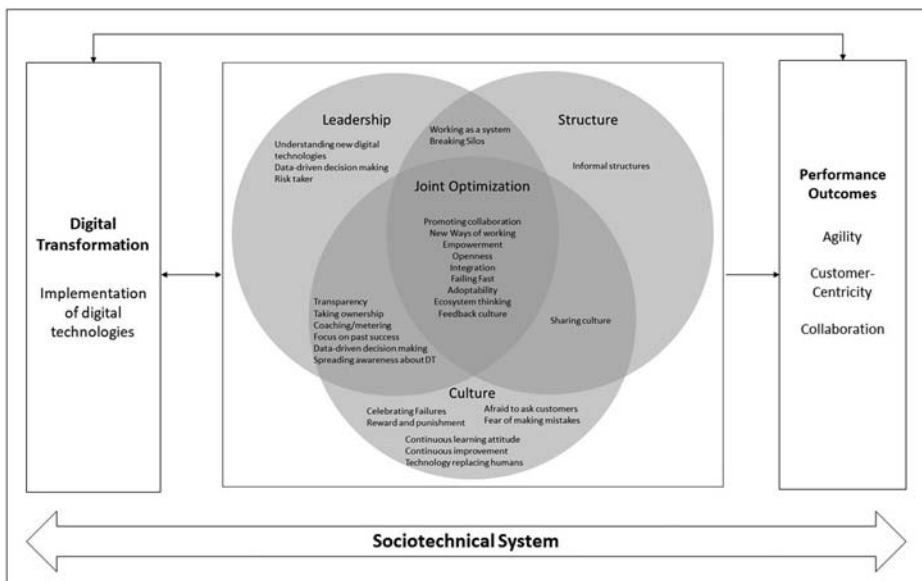 Digital
Transformation
Implementation
of digital
technologies
Leadership
Understanding new digital
technologies
Data-driven decision making
Risk taker
Working as a system
Breaking Silos
Structure
Informal structures
Joint Optimization
Promoting collaboration
New Ways of working
Empowerment
Openness
Integration
Failing Fast
Adoptability
Ecosystem thinking
Feedback culture
Transparency
Taking ownership
Coaching/metering
Focus on past success
Data-driven decision making
Spreading awareness about DT
Sharing culture
Culture
Celebrating Failures
Reward and punishment
Afraid to ask customers
Fear of making mistakes
Continuous learning attitude
Continuous improvement
Technology replacing humans
Performance
Outcomes
Agility
Customer-
Centricity
Collaboration
Sociotechnical System